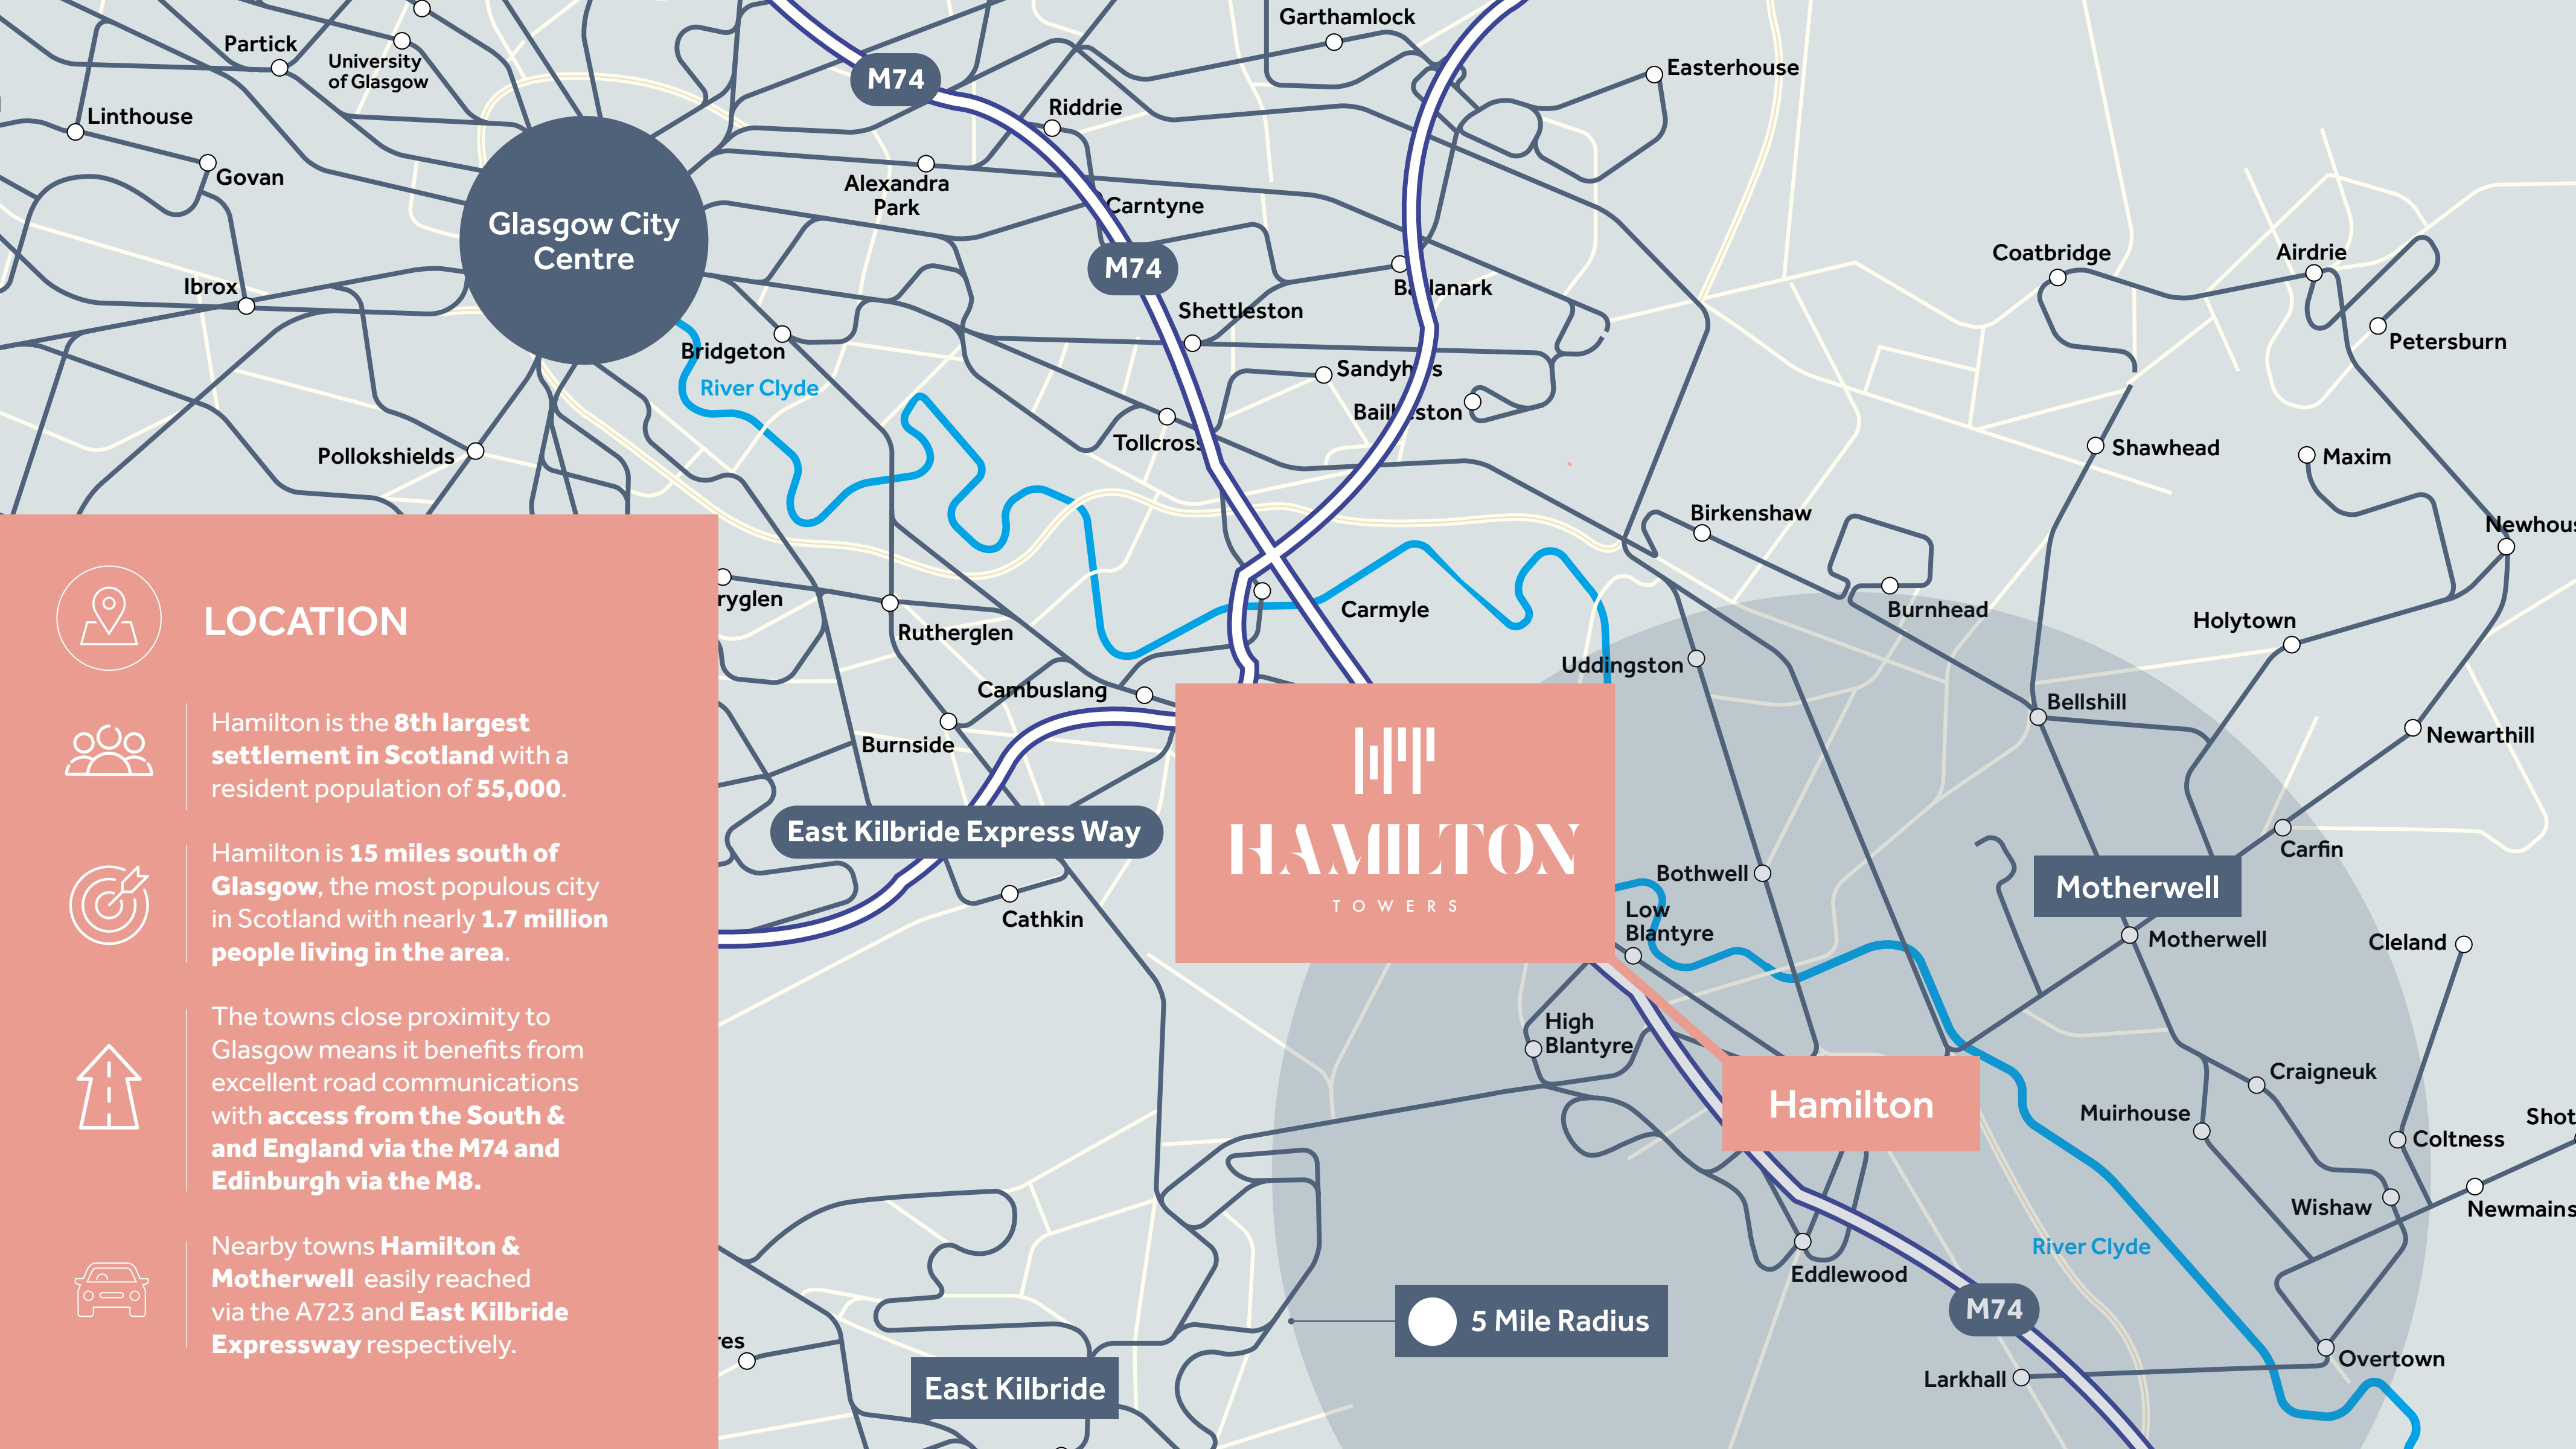 Garthamlock
Partick
University
of Glasgow
M74
Easterhouse
Linthouse
Riddrie
Govan
Alexandra
Park
Carntyne
Glasgow City
Centre
M74
Coatbridge
Airdrie
Ibrox
Shettleston
Petersburn
Bridgeton
River Clyde
Tollcross
Pollokshields
Shawhead
Maxim
Birkenshaw
Newhous
ryglen
Burnhead
Carmyle
Rutherglen
Holytown
Uddingston
Cambuslang
Bellshill
Burnside
Newarthill
East Kilbride Express Way
HAMILTON
TOWERS
Carfin
Bothwell
Motherwell
Cathkin
Low
Blantyre
Motherwell
Cleland
High
Blantyre
Craigneuk
Hamilton
Muirhouse
Shot
Coltness
Wishaw
Newmains
River Clyde
Eddlewood
M74
5 Mile Radius
res
Overtown
Larkhall
East Kilbride
LOCATION
Hamilton is the 8th largest
settlement in Scotland with a
resident population of 55,000.
Hamilton is 15 miles south of
Glasgow, the most populous city
in Scotland with nearly 1.7 million
people living in the area.
The towns close proximity to
Glasgow means it benefits from
excellent road communications
with access from the South &
and England via the M74 and
Edinburgh via the M8.
Nearby towns Hamilton &
Motherwell easily reached
via the A723 and East Kilbride
Expressway respectively.